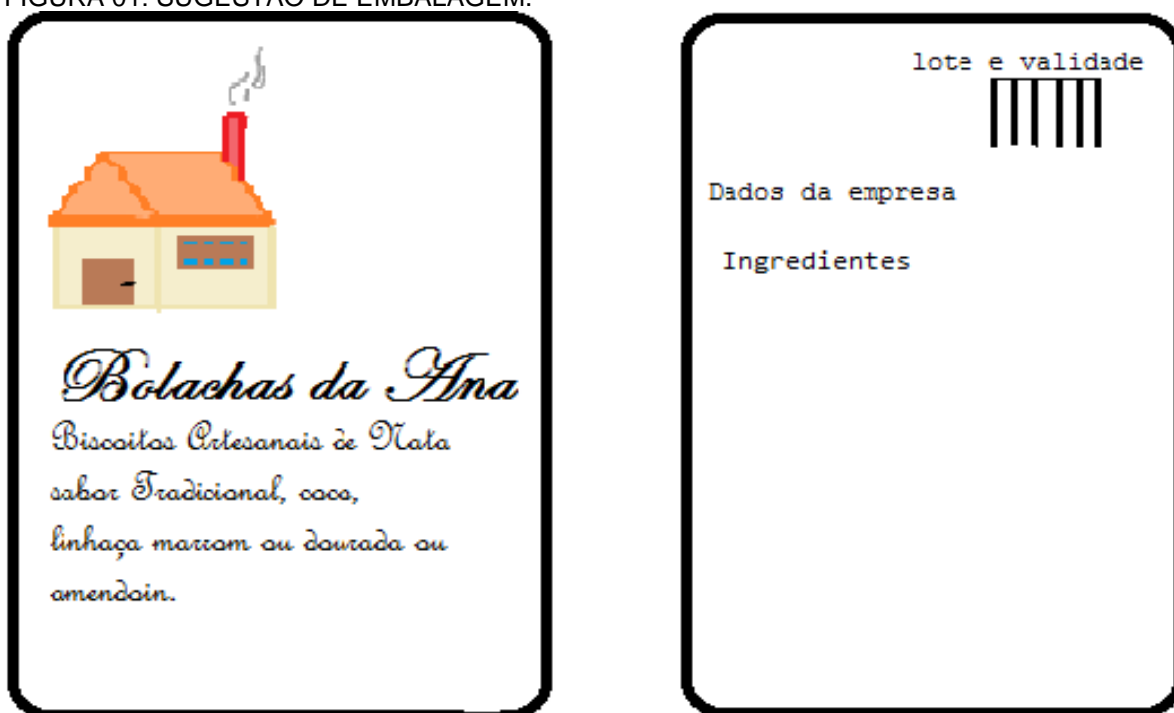 FIGURA 01: SUGESTÃO DE EMBALAGEM.
Bolachas da Ana
Biscoitos Artesanais de Nata
sabor Tradicional, coco,
linhaça marrom ou dourada ou
amendoin.
lote e validade
Dados da empresa
Ingredientes